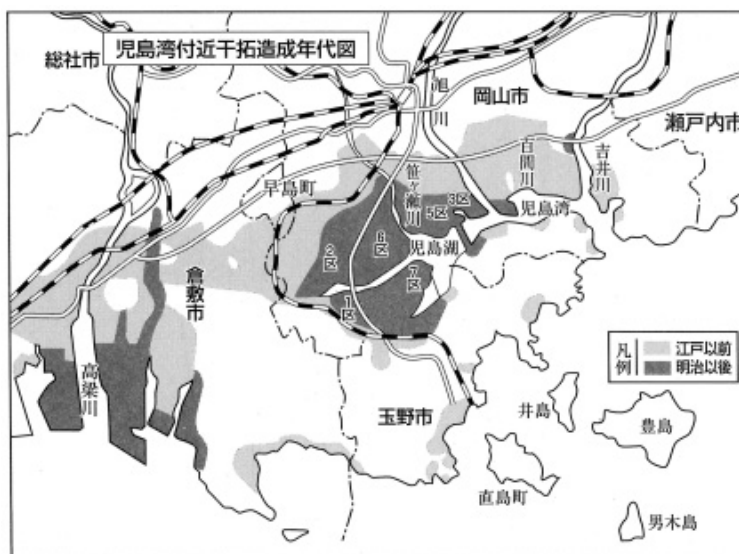 児島湾付近干拓造成年代図
総社市
旭川
岡山市
瀬戸内市
百間川
吉井川
早島町
笹ヶ瀬川
3区
5区
児島湾
6区
児島湖
2区
7区
倉敷市
1区
高梁川
凡例
江戸以前
明治以後
玉野市
井島
豊島
直島町
男木島